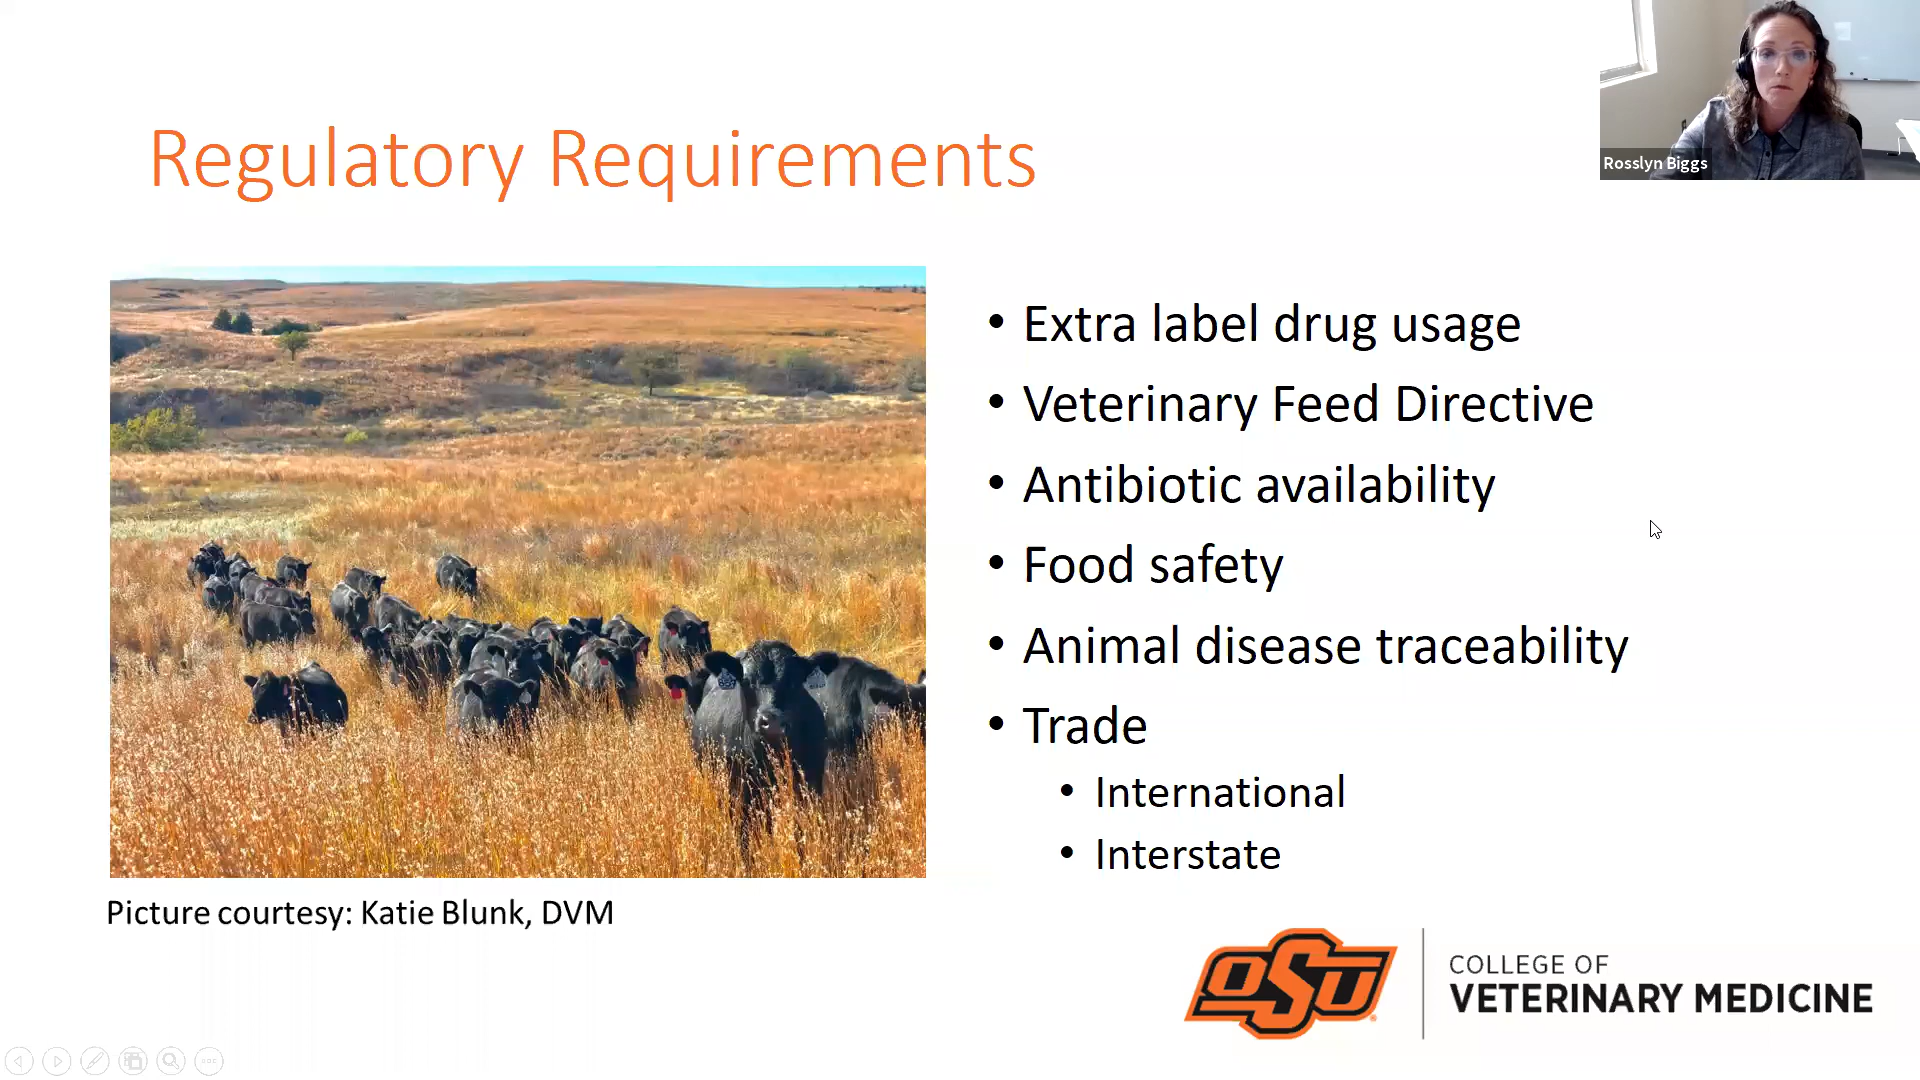 Rosslyn Biggs
Regulatory Requirements
• Extra label drug usage
• Veterinary Feed Directive
• Antibiotic availability
• Food safety
• Animal disease traceability
• Trade
• International
• Interstate
Picture courtesy: Katie Blunk, DVM
OSU
COLLEGE OF
VETERINARY MEDICINE